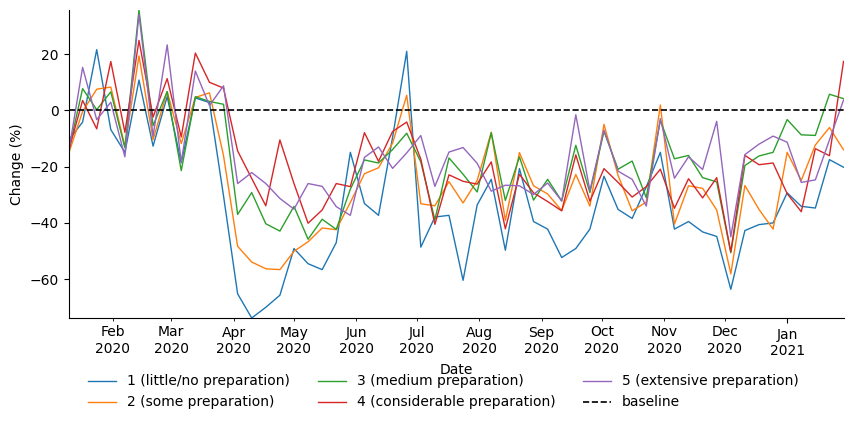 20
0
−20
−40
−60
Change (%)
Feb Mar Apr May Jun Jul Aug Sep Oct Nov Dec Jan
2020 2020 2020 2020 2020 2020 2020 2020 2020 2020 2020 2021
Date
1 (little/no preparation) 3 (medium preparation) 5 (extensive preparation)
2 (some preparation) 4 (considerable preparation) baseline